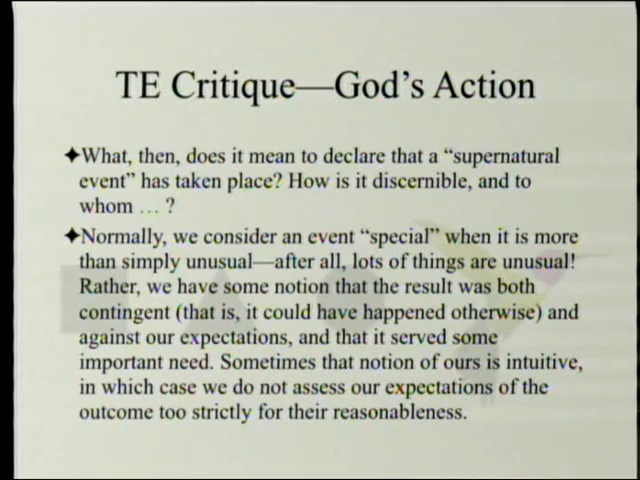 TE Critique—God's Action
✦What, then, does it mean to declare that a “supernatural
event” has taken place? How is it discernible, and to
whom … ?
✦Normally, we consider an event “special” when it is more
than simply unusual—after all, lots of things are unusual!
Rather, we have some notion that the result was both
contingent (that is, it could have happened otherwise) and
against our expectations, and that it served some
important need. Sometimes that notion of ours is intuitive,
in which case we do not assess our expectations of the
outcome too strictly for their reasonableness.